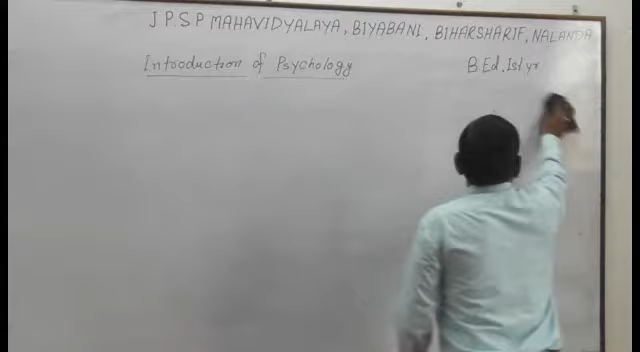 J P.S P MAHAVIDYALAYA, BIYABANI, BIHARSHARIF, NALANDA
Introduction of Psychology B.Ed. Ist yr